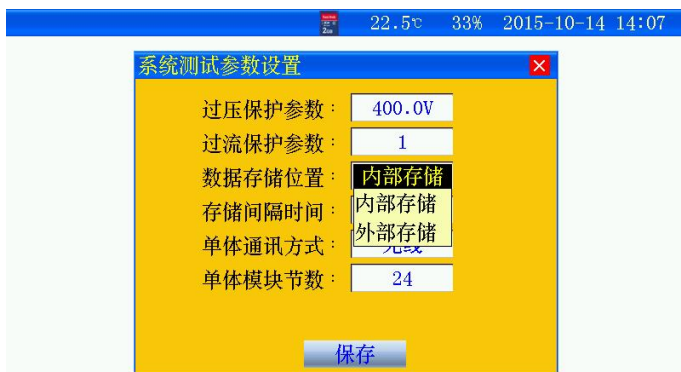 22.5℃ 33% 2015-10-14 14:07
系统测试参数设置
过压保护参数: 400.0V
过流保护参数: 1
数据存储位置: 内部存储
内部存储
存储间隔时间:
外部存储
单体通讯方式:
单体模块节数: 24
保存